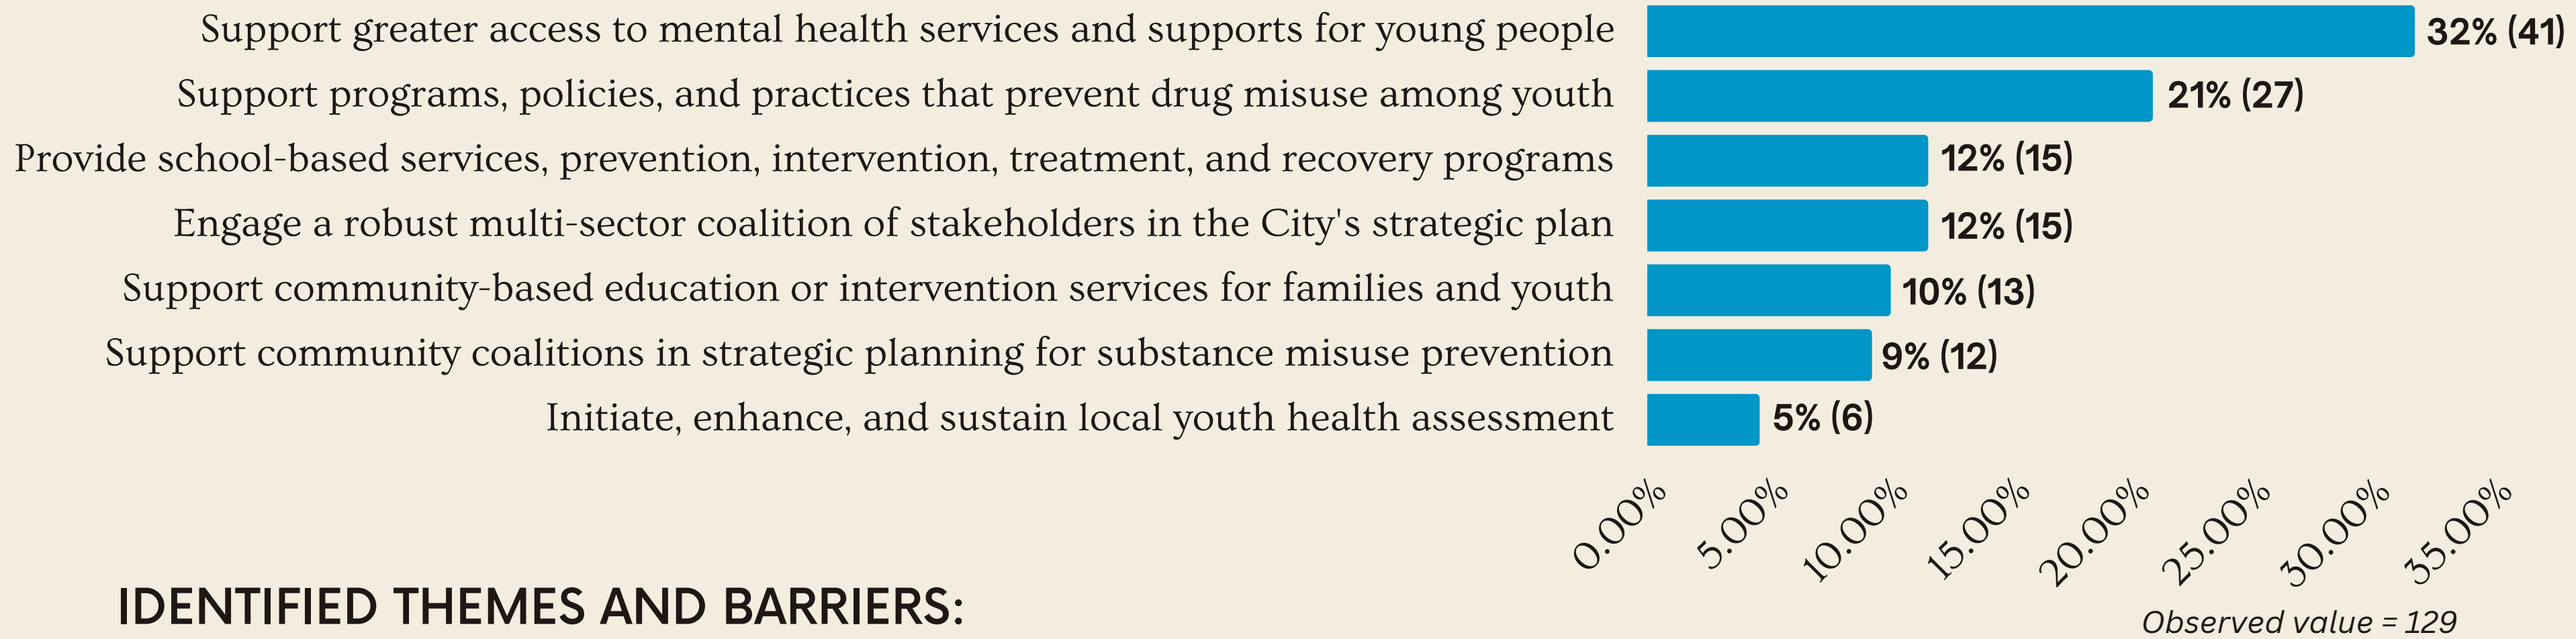 Support greater access to mental health services and supports for young people 32% (41)
Support programs, policies, and practices that prevent drug misuse among youth 21% (27)
Provide school-based services, prevention, intervention, treatment, and recovery programs 12% (15)
Engage a robust multi-sector coalition of stakeholders in the City's strategic plan 12% (15)
Support community-based education or intervention services for families and youth 10% (13)
Support community coalitions in strategic planning for substance misuse prevention 9% (12)
Initiate, enhance, and sustain local youth health assessment 5% (6)
0.00% 5.00% 10.00% 15.00% 20.00% 25.00% 30.00% 35.00%
IDENTIFIED THEMES AND BARRIERS:
Observed value = 129